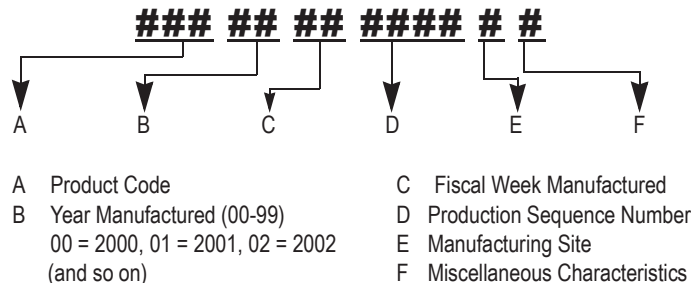 ### ## ## #### # #
A B C D E F
A Product Code
B Year Manufactured (00-99)
00 = 2000, 01 = 2001, 02 = 2002
(and so on)
C Fiscal Week Manufactured
D Production Sequence Number
E Manufacturing Site
F Miscellaneous Characteristics